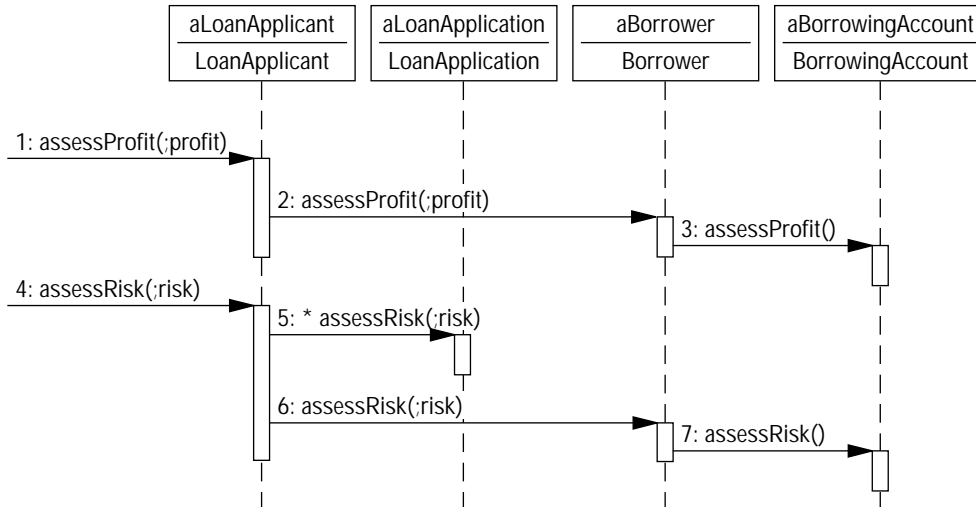 aLoanApplicant
LoanApplicant
aLoanApplication
LoanApplication
aBorrower
Borrower
aBorrowingAccount
BorrowingAccount
1: assessProfit(;profit)
2: assessProfit(;profit)
3: assessProfit()
4: assessRisk(;risk)
5: * assessRisk(;risk)
6: assessRisk(;risk)
7: assessRisk()